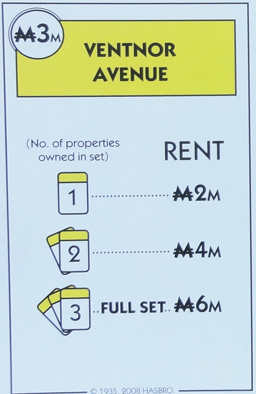 ₩3M
VENTNOR
AVENUE
(No. of properties
owned in set)
RENT
1 ₩2M
2 ₩4M
3 ..FULL SET.. ₩6M
© 1935, 2008 HASBRO